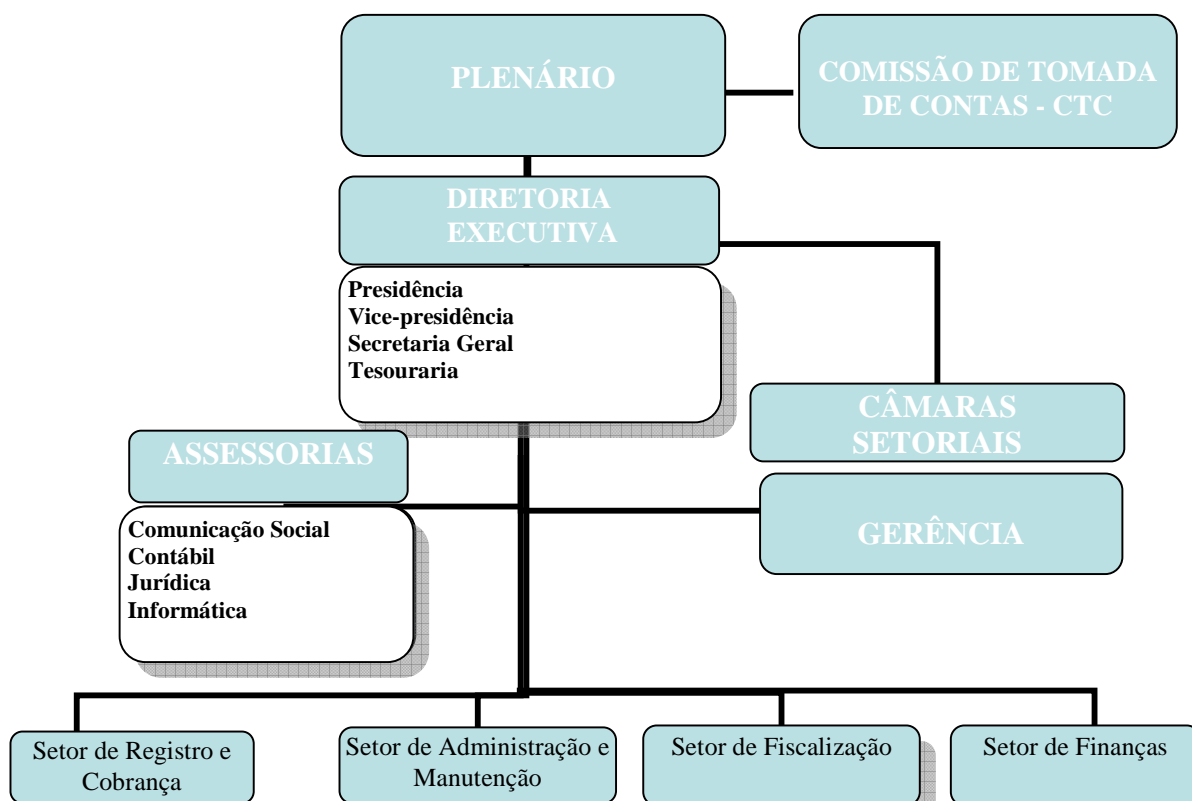 PLENÁRIO
COMISSÃO DE TOMADA
DE CONTAS - CTC
DIRETORIA
EXECUTIVA
Presidência
Vice-presidência
Secretaria Geral
Tesouraria
CÂMARAS
SETORIAIS
ASSESSORIAS
Comunicação Social
Contábil
Jurídica
Informática
GERÊNCIA
Setor de Registro e
Cobrança
Setor de Administração e
Manutenção
Setor de Fiscalização
Setor de Finanças